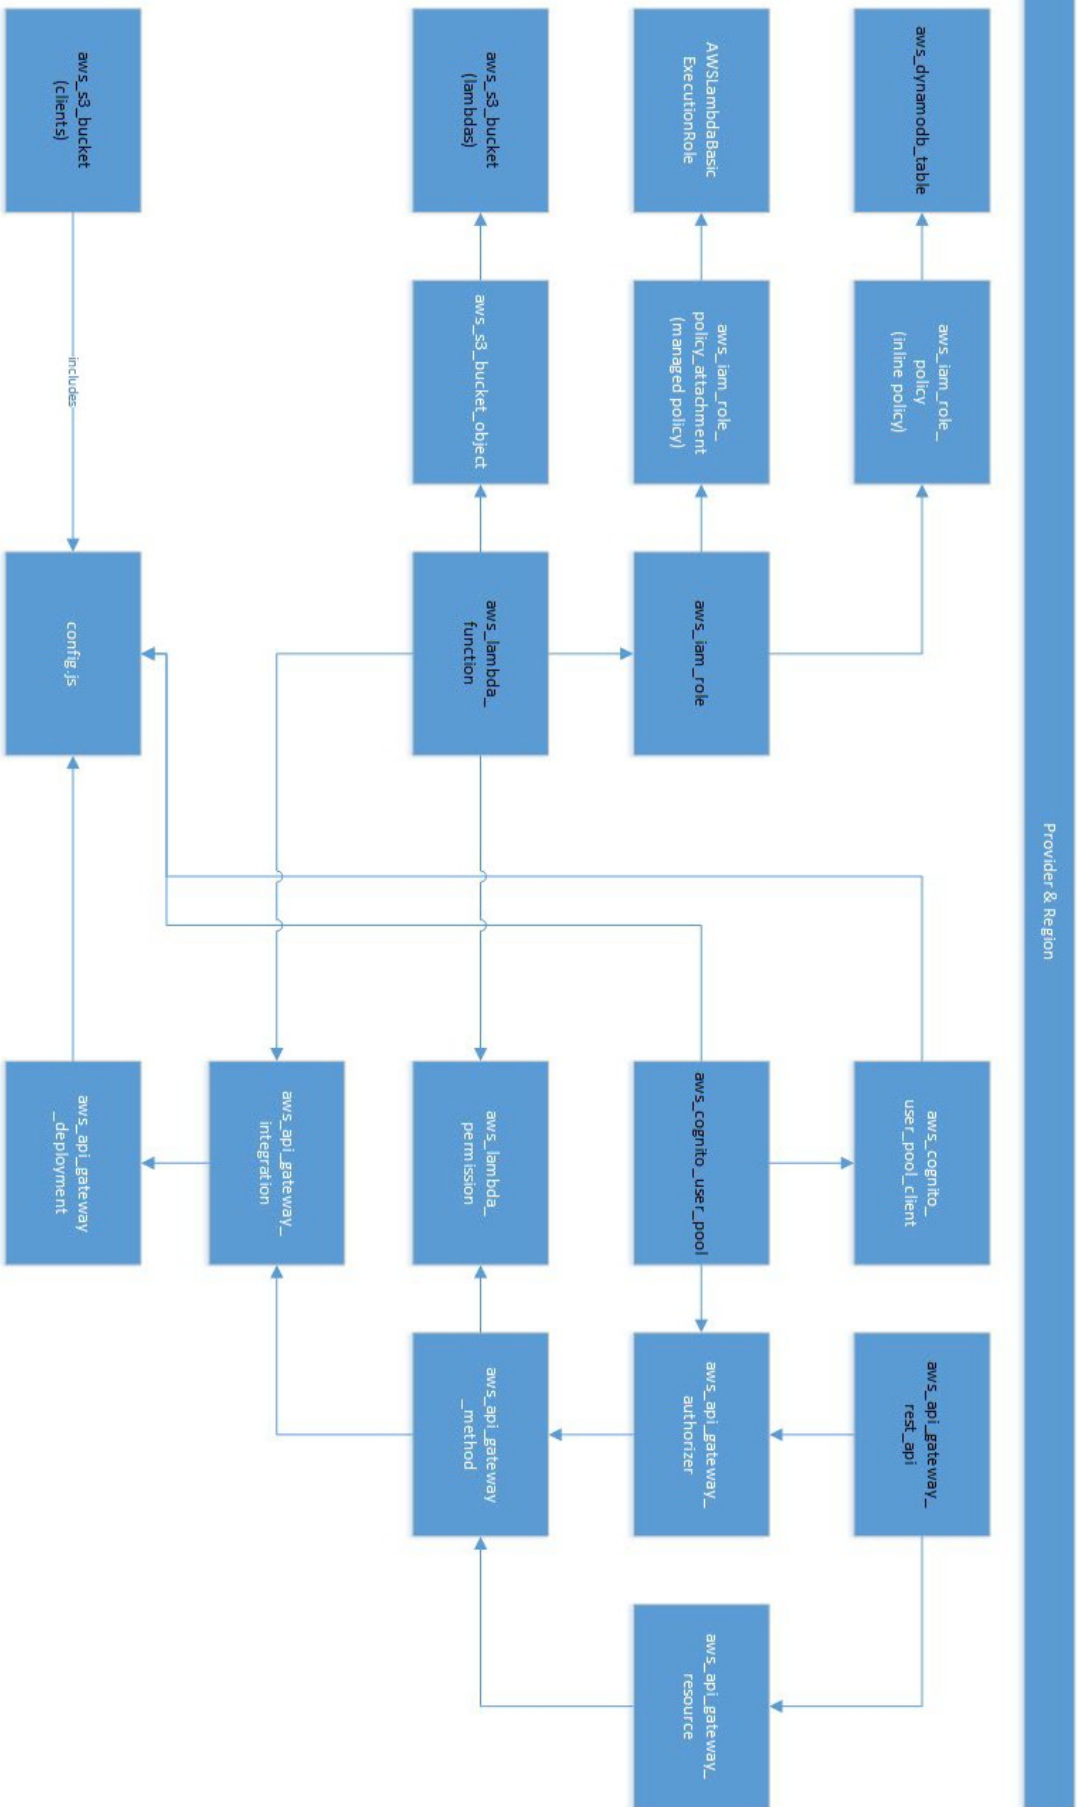 Provider & Region
aws_dynamodb_table
aws_iam_role_
policy
(inline policy)
aws_cognito_
user_pool_client
aws_api_gateway_
rest_api
AWSLambdaBasic
ExecutionRole
aws_iam_role_
policy_attachment
(managed policy)
aws_iam_role
aws_cognito_user_pool
aws_api_gateway_
authorizer
aws_api_gateway_
resource
aws_s3_bucket
(lambdas)
aws_s3_bucket_object
aws_lambda_
function
aws_lambda_
permission
aws_api_gateway
_method
aws_api_gateway_
integration
aws_s3_bucket
(clients)
includes
config.js
aws_api_gateway
_deployment